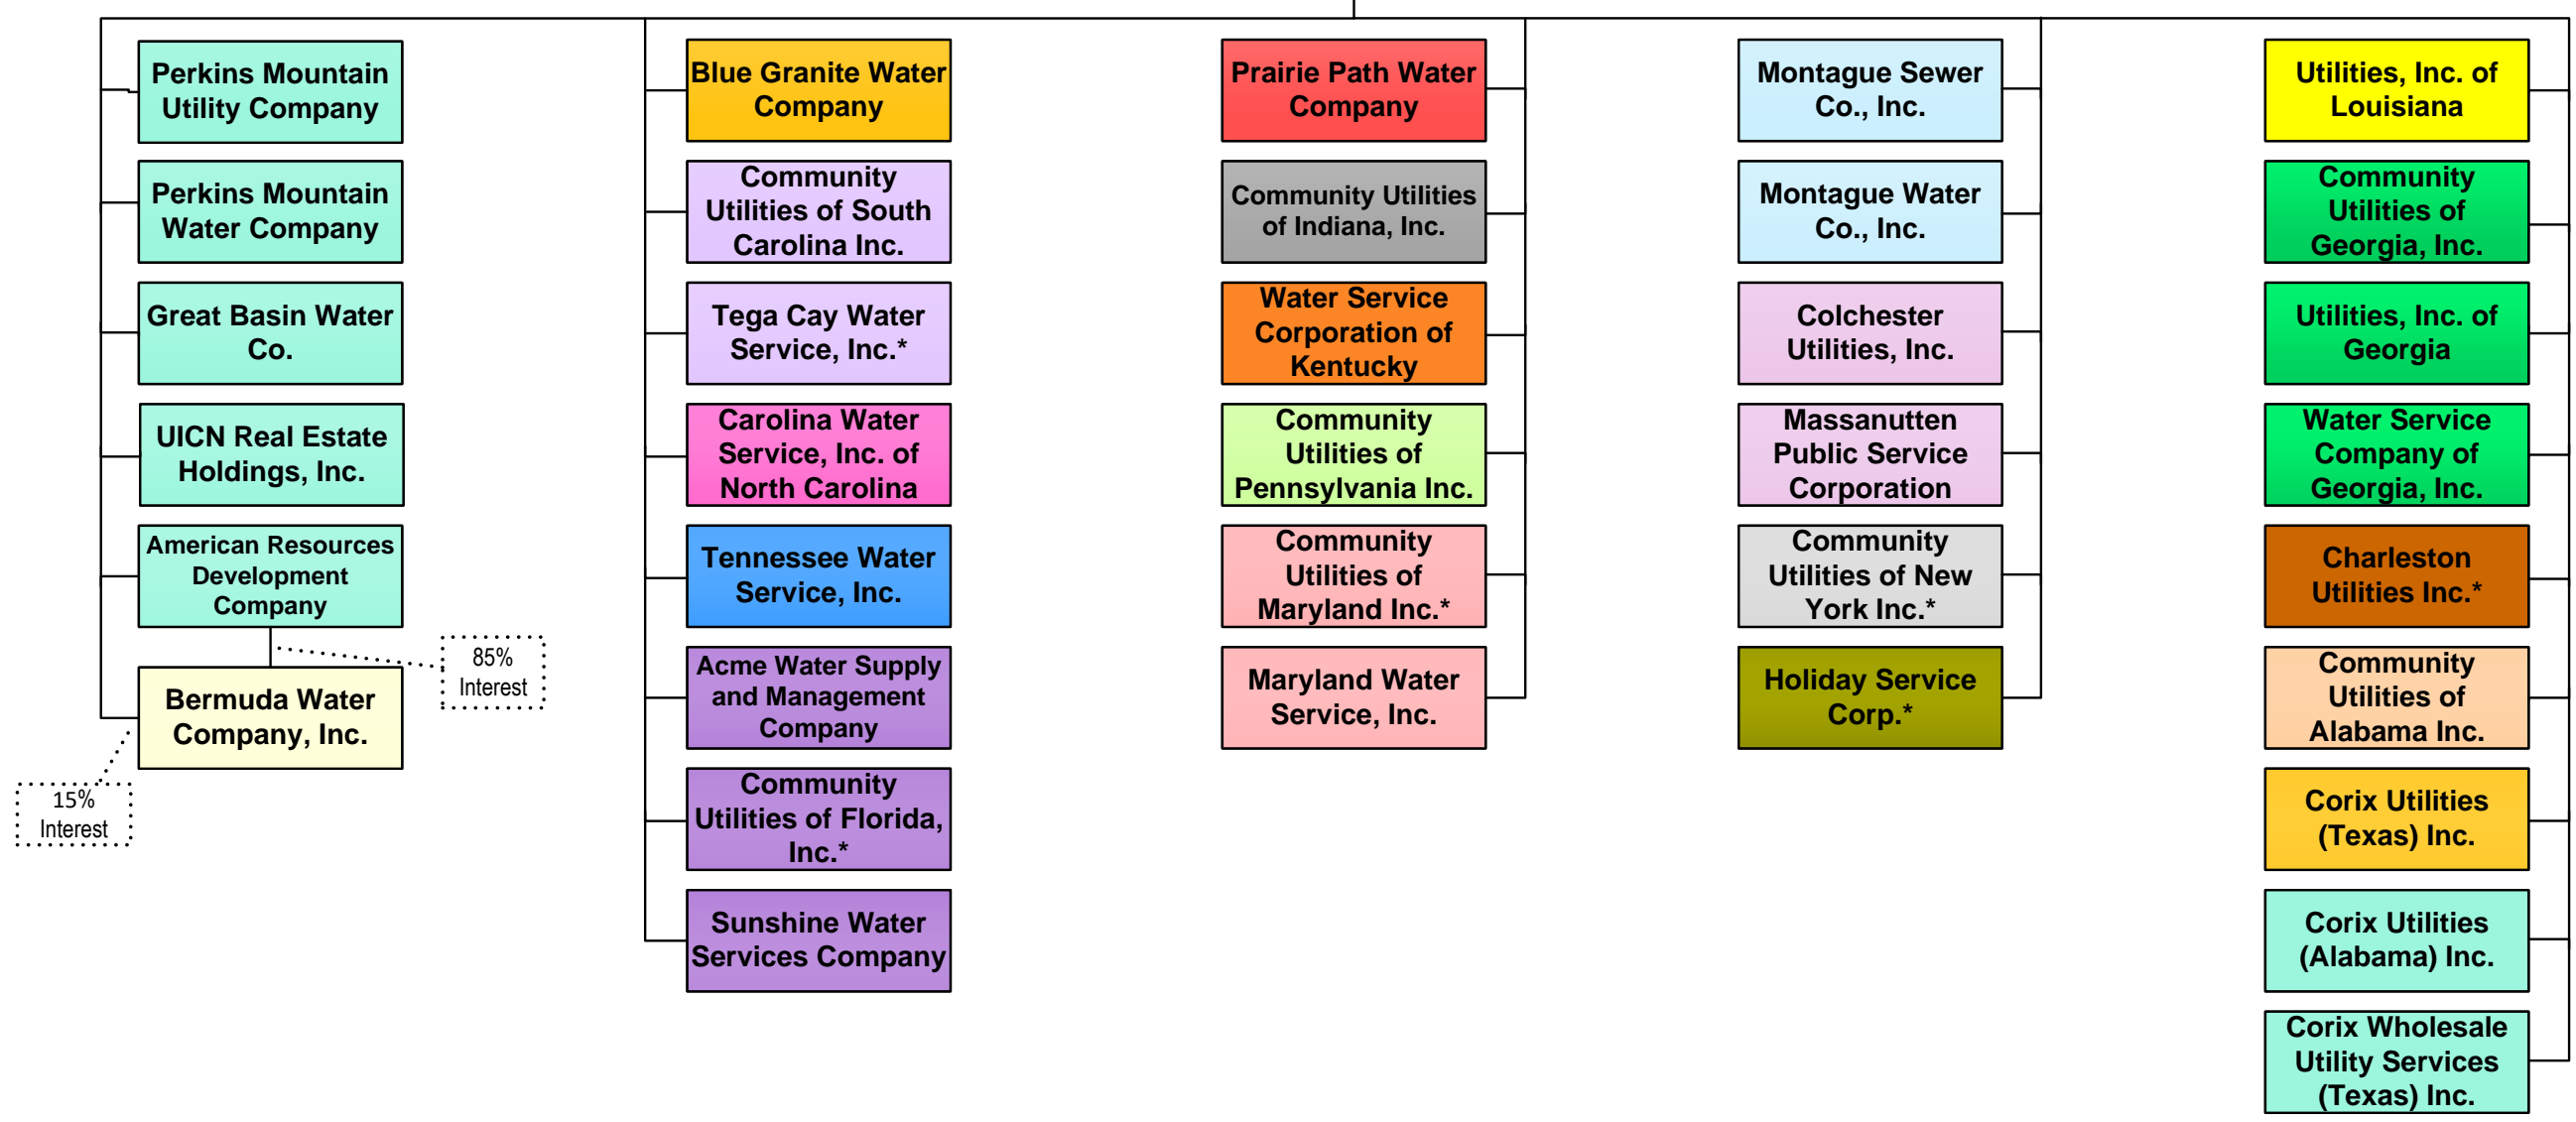 Perkins Mountain
Utility Company
Perkins Mountain
Water Company
Great Basin Water
Co.
UICN Real Estate
Holdings, Inc.
American Resources
Development
Company
85%
Interest
Bermuda Water
Company, Inc.
15%
Interest
Blue Granite Water
Company
Community
Utilities of South
Carolina Inc.
Tega Cay Water
Service, Inc.*
Carolina Water
Service, Inc. of
North Carolina
Tennessee Water
Service, Inc.
Acme Water Supply
and Management
Company
Community
Utilities of Florida,
Inc.*
Sunshine Water
Services Company
Prairie Path Water
Company
Community Utilities
of Indiana, Inc.
Water Service
Corporation of
Kentucky
Community
Utilities of
Pennsylvania Inc.
Community
Utilities of
Maryland Inc.*
Maryland Water
Service, Inc.
Montague Sewer
Co., Inc.
Montague Water
Co., Inc.
Colchester
Utilities, Inc.
Massanutten
Public Service
Corporation
Community
Utilities of New
York Inc.*
Holiday Service
Corp.*
Utilities, Inc. of
Louisiana
Community
Utilities of
Georgia, Inc.
Utilities, Inc. of
Georgia
Water Service
Company of
Georgia, Inc.
Charleston
Utilities Inc.*
Community
Utilities of
Alabama Inc.
Corix Utilities
(Texas) Inc.
Corix Utilities
(Alabama) Inc.
Corix Wholesale
Utility Services
(Texas) Inc.